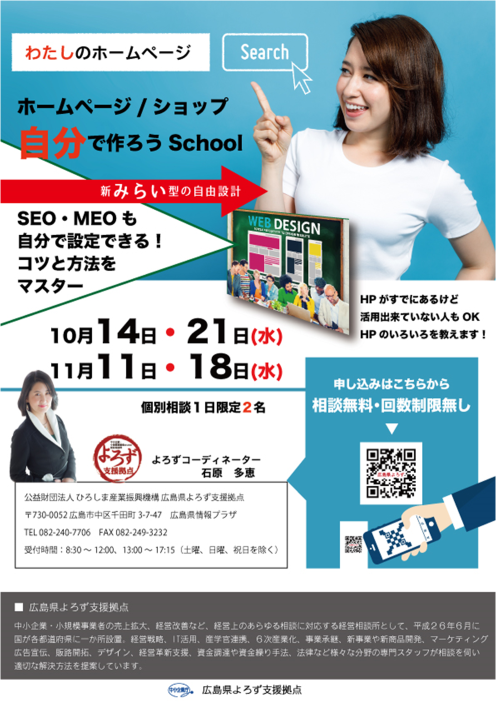 わたしのホームページ
Search
ホームページ / ショップ
自分で作ろう School
新みらい型の自由設計
SEO・MEO も
自分で設定できる!
コツと方法を
マスター
WEB DESIGN
HP がすでにあるけど
活用出来ていない人も OK
HP のいろいろを教えます!
10月14日・21日(水)
11月11日・18日(水)
個別相談1日限定2名
申し込みはこちらから
相談無料・回数制限無し
広島県よろず
よろず
支援拠点
よろずコーディネーター
石原 多恵
公益財団法人 ひろしま産業振興機構 広島県よろず支援拠点
〒730-0052 広島市中区千田町 3-7-47 広島県情報プラザ
TEL 082-240-7706 FAX 082-249-3232
受付時間:8:30 ~ 12:00、13:00 ~ 17:15(土曜、日曜、祝日を除く)
■ 広島県よろず支援拠点
中小企業・小規模事業者の売上拡大、経営改善など、経営上のあらゆる相談に対応する経営相談所として、平成26年6月に
国が各都道府県に一か所設置。経営戦略、IT活用、産学官連携、6次産業化、事業承継、新事業や新商品開発、マーケティング
広告宣伝、販路開拓、デザイン、経営革新支援、資金調達や資金繰り手法、法律など様々な分野の専門スタッフが相談を伺い
適切な解決方法を提案しています。
中小企業庁
広島県よろず支援拠点